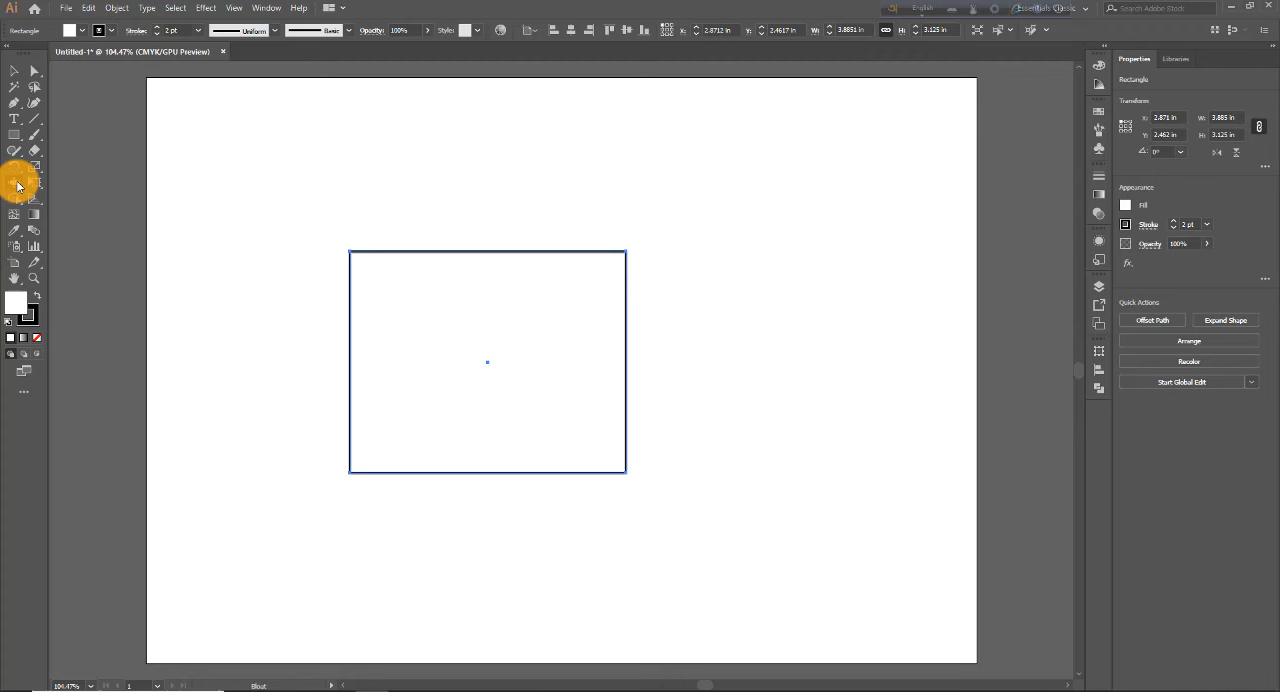 Ai File Edit Object Type Select Effect View Window Help English Essentials Classic Search Adobe Stock
Rectangle Stroke: 2 pt Uniform Basic Opacity: 100% Style: X: 2.8712 in Y: 2.4617 in W: 3.8851 in H: 3.125 in
Untitled-1* @ 104.47% (CMYK/GPU Preview) ×
Properties Libraries
Rectangle
Transform
X: 2.871 in W: 3.885 in
Y: 2.462 in H: 3.125 in
0°
Appearance
Fill
Stroke 2 pt
Opacity 100%
fx.
Quick Actions
Offset Path Expand Shape
Arrange
Recolor
Start Global Edit
104.47% 1 Bloat